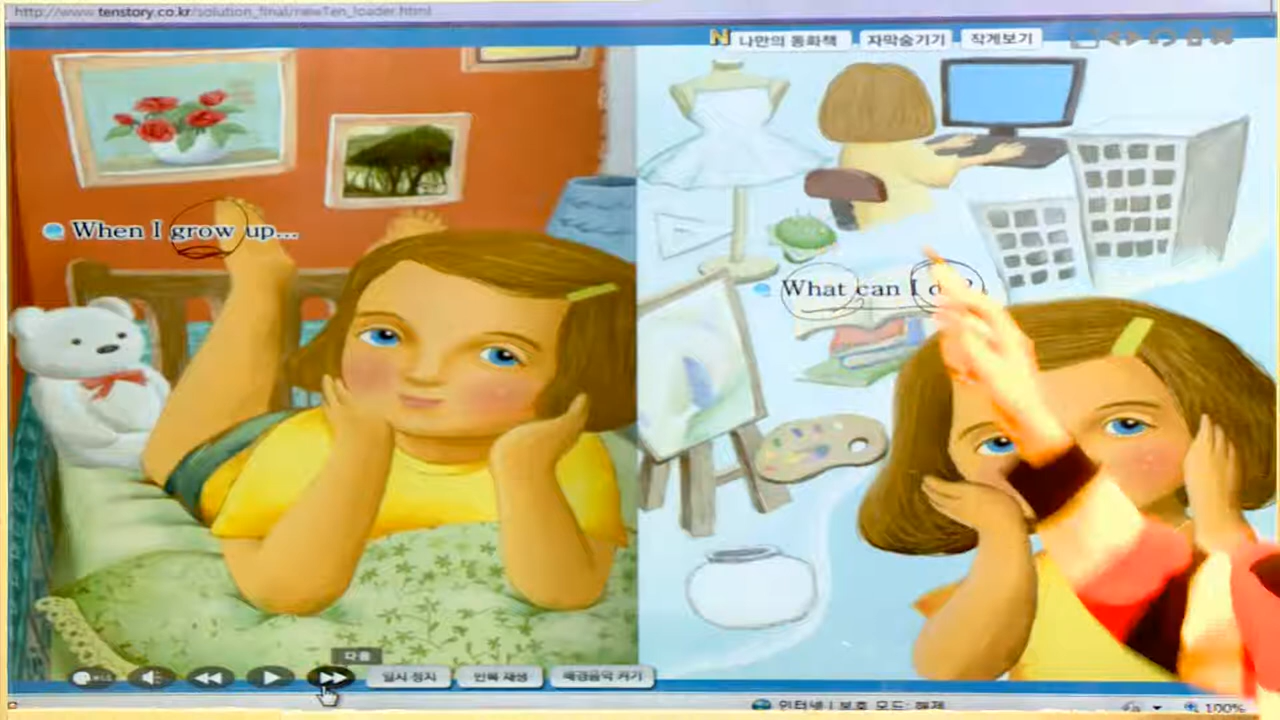 http://www.tenstory.co.kr/solution_final/newTen_loader.html
N 나만의 동화책 자막숨기기 작게보기
When I grow up...
What can I do?
다음
일시 정지 반복 재생 배경음악 켜기
인터넷 | 보호 모드: 해제
100%